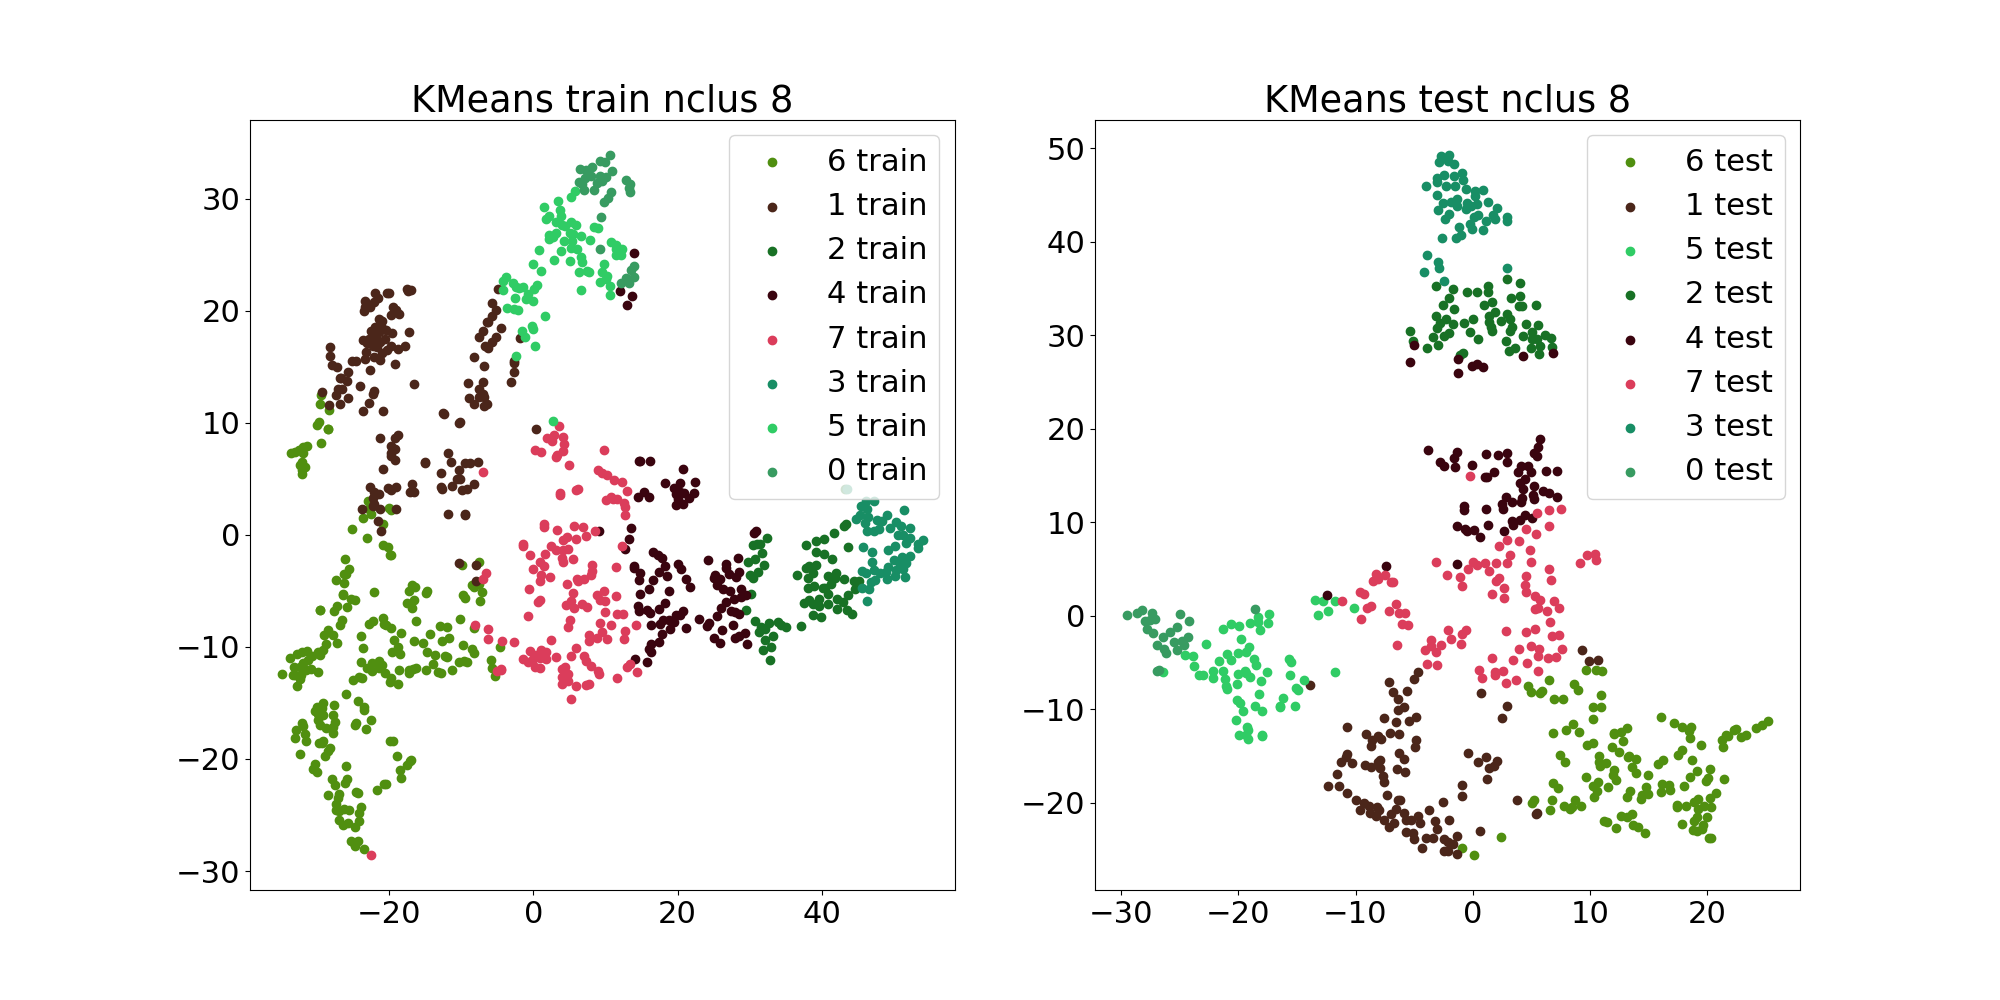 KMeans train nclus 8
30
20
10
0
−10
−20
−30
−20
0
20
40
6 train
1 train
2 train
4 train
7 train
3 train
5 train
0 train
KMeans test nclus 8
50
40
30
20
10
0
−10
−20
−30
−20
−10
0
10
20
6 test
1 test
5 test
2 test
4 test
7 test
3 test
0 test